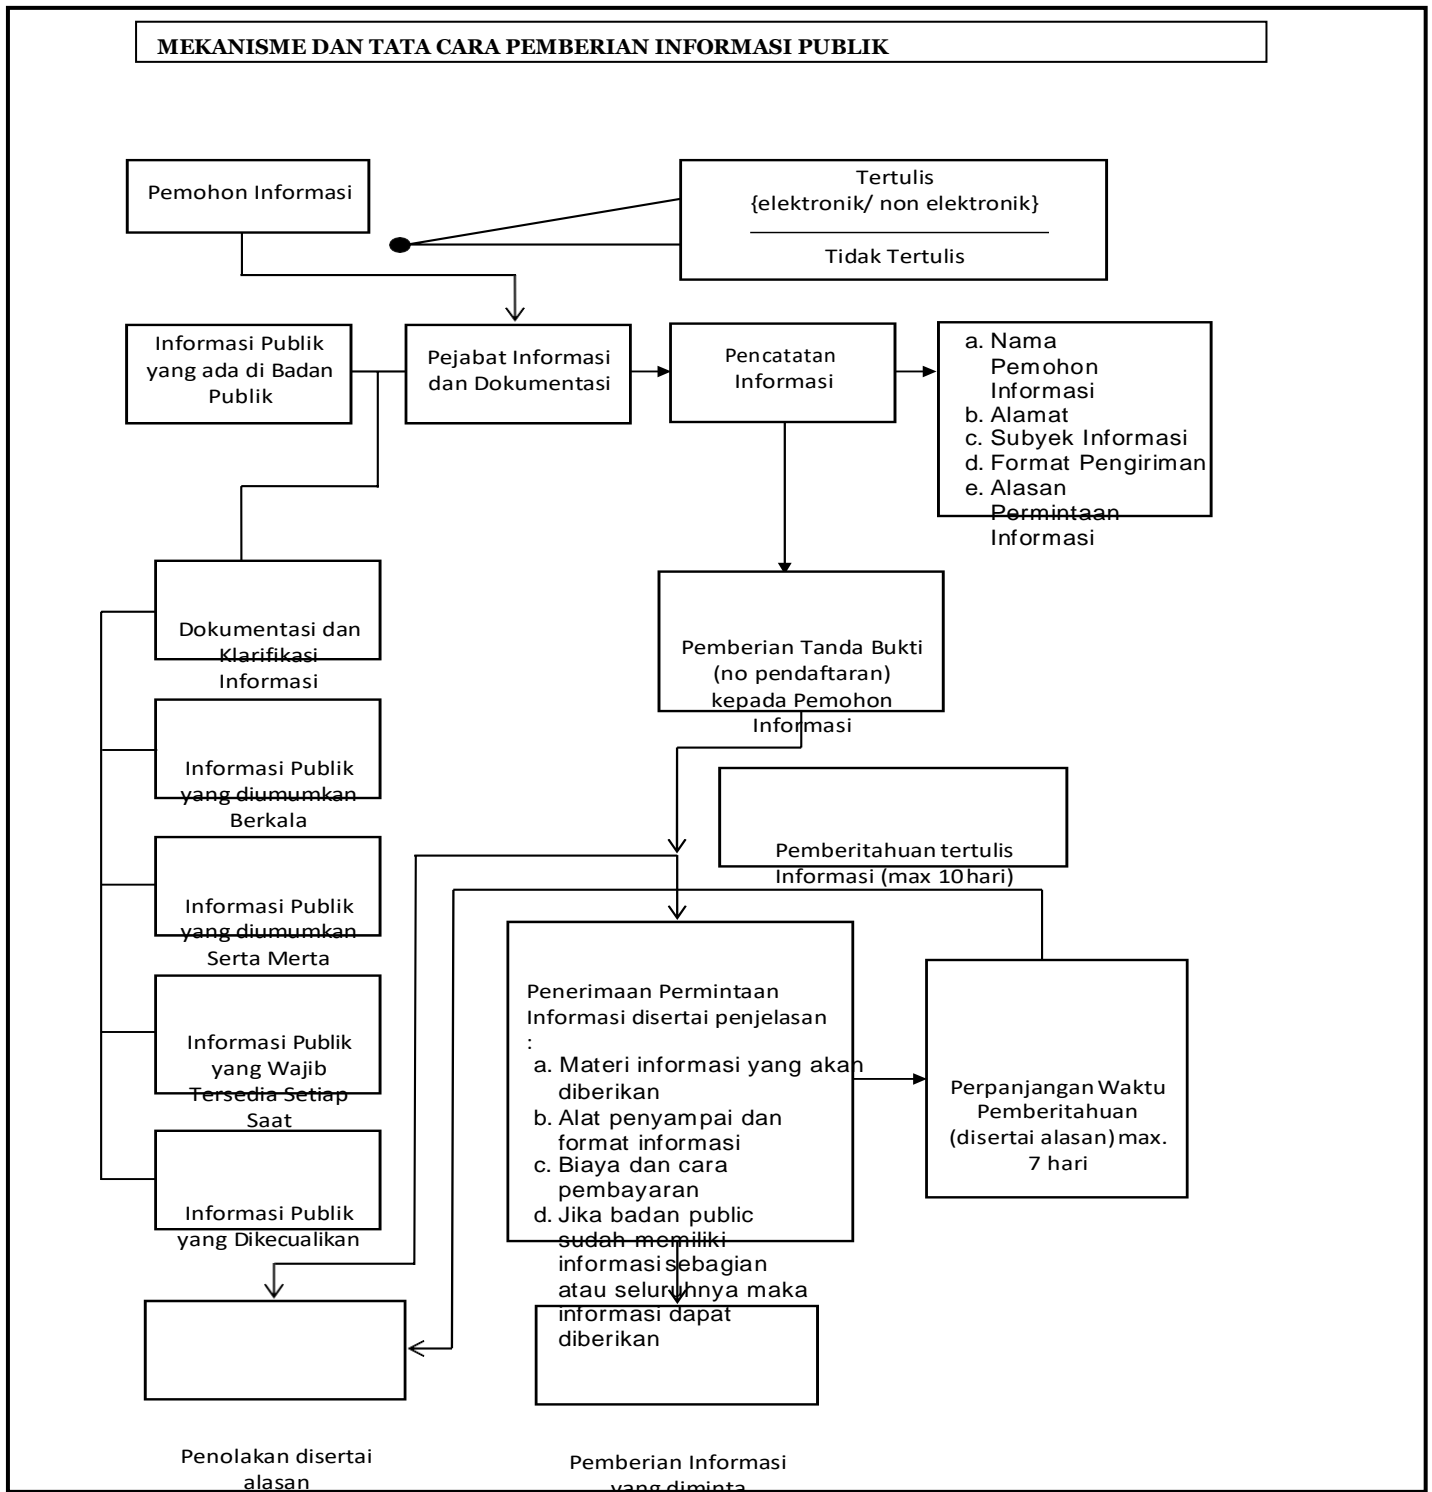 MEKANISME DAN TATA CARA PEMBERIAN INFORMASI PUBLIK
Pemohon Informasi
Tertulis
{elektronik/ non elektronik}
Tidak Tertulis
Informasi Publik
yang ada di Badan
Publik
Pejabat Informasi
dan Dokumentasi
Pencatatan
Informasi
a. Nama
Pemohon
Informasi
b. Alamat
c. Subyek Informasi
d. Format Pengiriman
e. Alasan
Permintaan
Informasi
Dokumentasi dan
Klarifikasi
Informasi
Pemberian Tanda Bukti
(no pendaftaran)
kepada Pemohon
Informasi
Informasi Publik
yang diumumkan
Berkala
Pemberitahuan tertulis
Informasi (max 10 hari)
Informasi Publik
yang diumumkan
Serta Merta
Penerimaan Permintaan
Informasi disertai penjelasan
:
a. Materi informasi yang akan
diberikan
b. Alat penyampai dan
format informasi
c. Biaya dan cara
pembayaran
d. Jika badan public
sudah memiliki
informasi sebagian
atau seluruhnya maka
informasi dapat
diberikan
Perpanjangan Waktu
Pemberitahuan
(disertai alasan) max.
7 hari
Informasi Publik
yang Wajib
Tersedia Setiap
Saat
Informasi Publik
yang Dikecualikan
Penolakan disertai
alasan
Pemberian Informasi
yang diminta